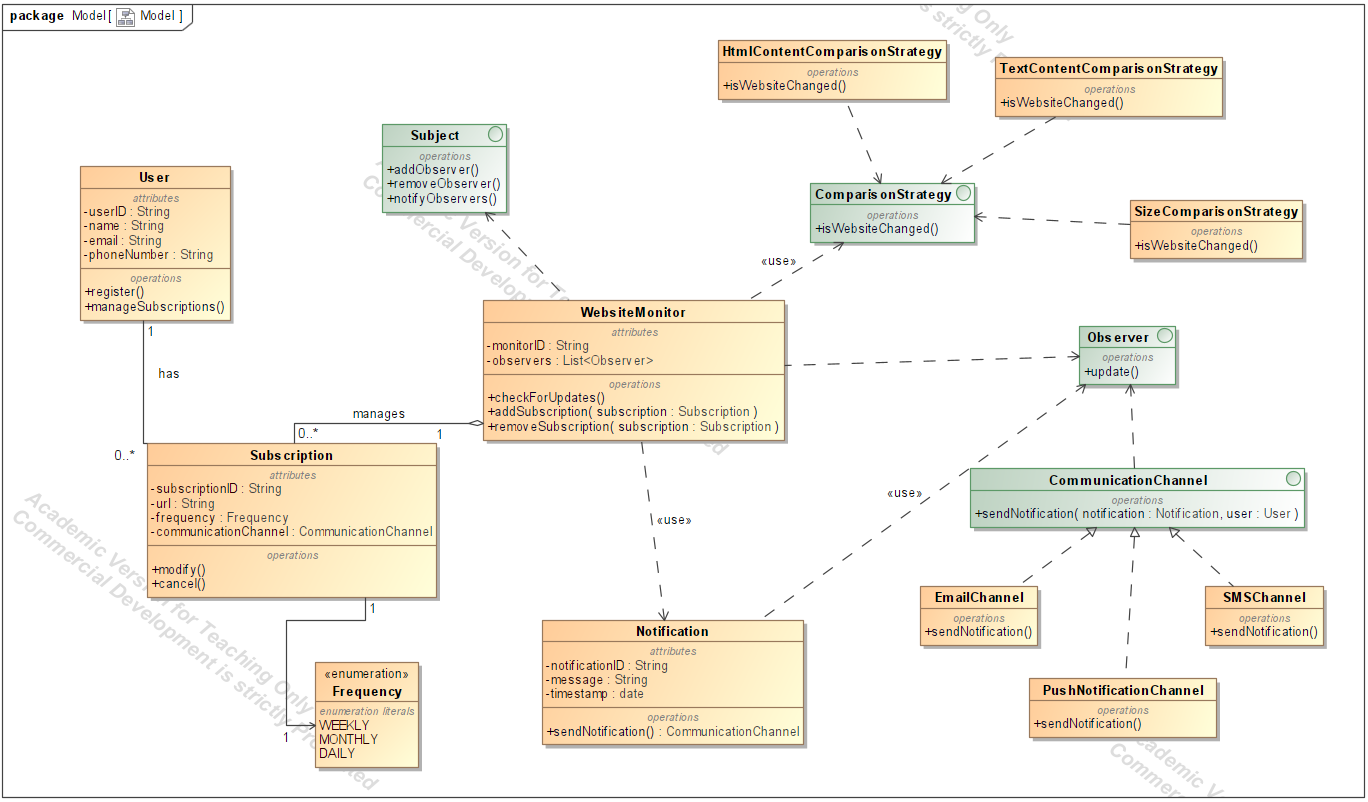 package Model[ Model ]
HtmlContentComparisonStrategy
operations
+isWebsiteChanged()
TextContentComparisonStrategy
operations
+isWebsiteChanged()
Subject
operations
+addObserver()
+removeObserver()
+notifyObservers()
User
attributes
-userID : String
-name : String
-email : String
-phoneNumber : String
operations
+register()
+manageSubscriptions()
ComparisonStrategy
operations
+isWebsiteChanged()
SizeComparisonStrategy
operations
+isWebsiteChanged()
«use»
WebsiteMonitor
attributes
-monitorID : String
-observers : List<Observer>
operations
+checkForUpdates()
+addSubscription( subscription : Subscription )
+removeSubscription( subscription : Subscription )
Observer
operations
+update()
1
has
0..*
manages
0..*
1
Subscription
attributes
-subscriptionID : String
-url : String
-frequency : Frequency
-communicationChannel : CommunicationChannel
operations
+modify()
+cancel()
«use»
«use»
CommunicationChannel
operations
+sendNotification( notification : Notification, user : User )
EmailChannel
operations
+sendNotification()
SMSChannel
operations
+sendNotification()
PushNotificationChannel
operations
+sendNotification()
Notification
attributes
-notificationID : String
-message : String
-timestamp : date
operations
+sendNotification() : CommunicationChannel
1
1
«enumeration»
Frequency
enumeration literals
WEEKLY
MONTHLY
DAILY
Academic Version for Teaching Only
Commercial Development is strictly